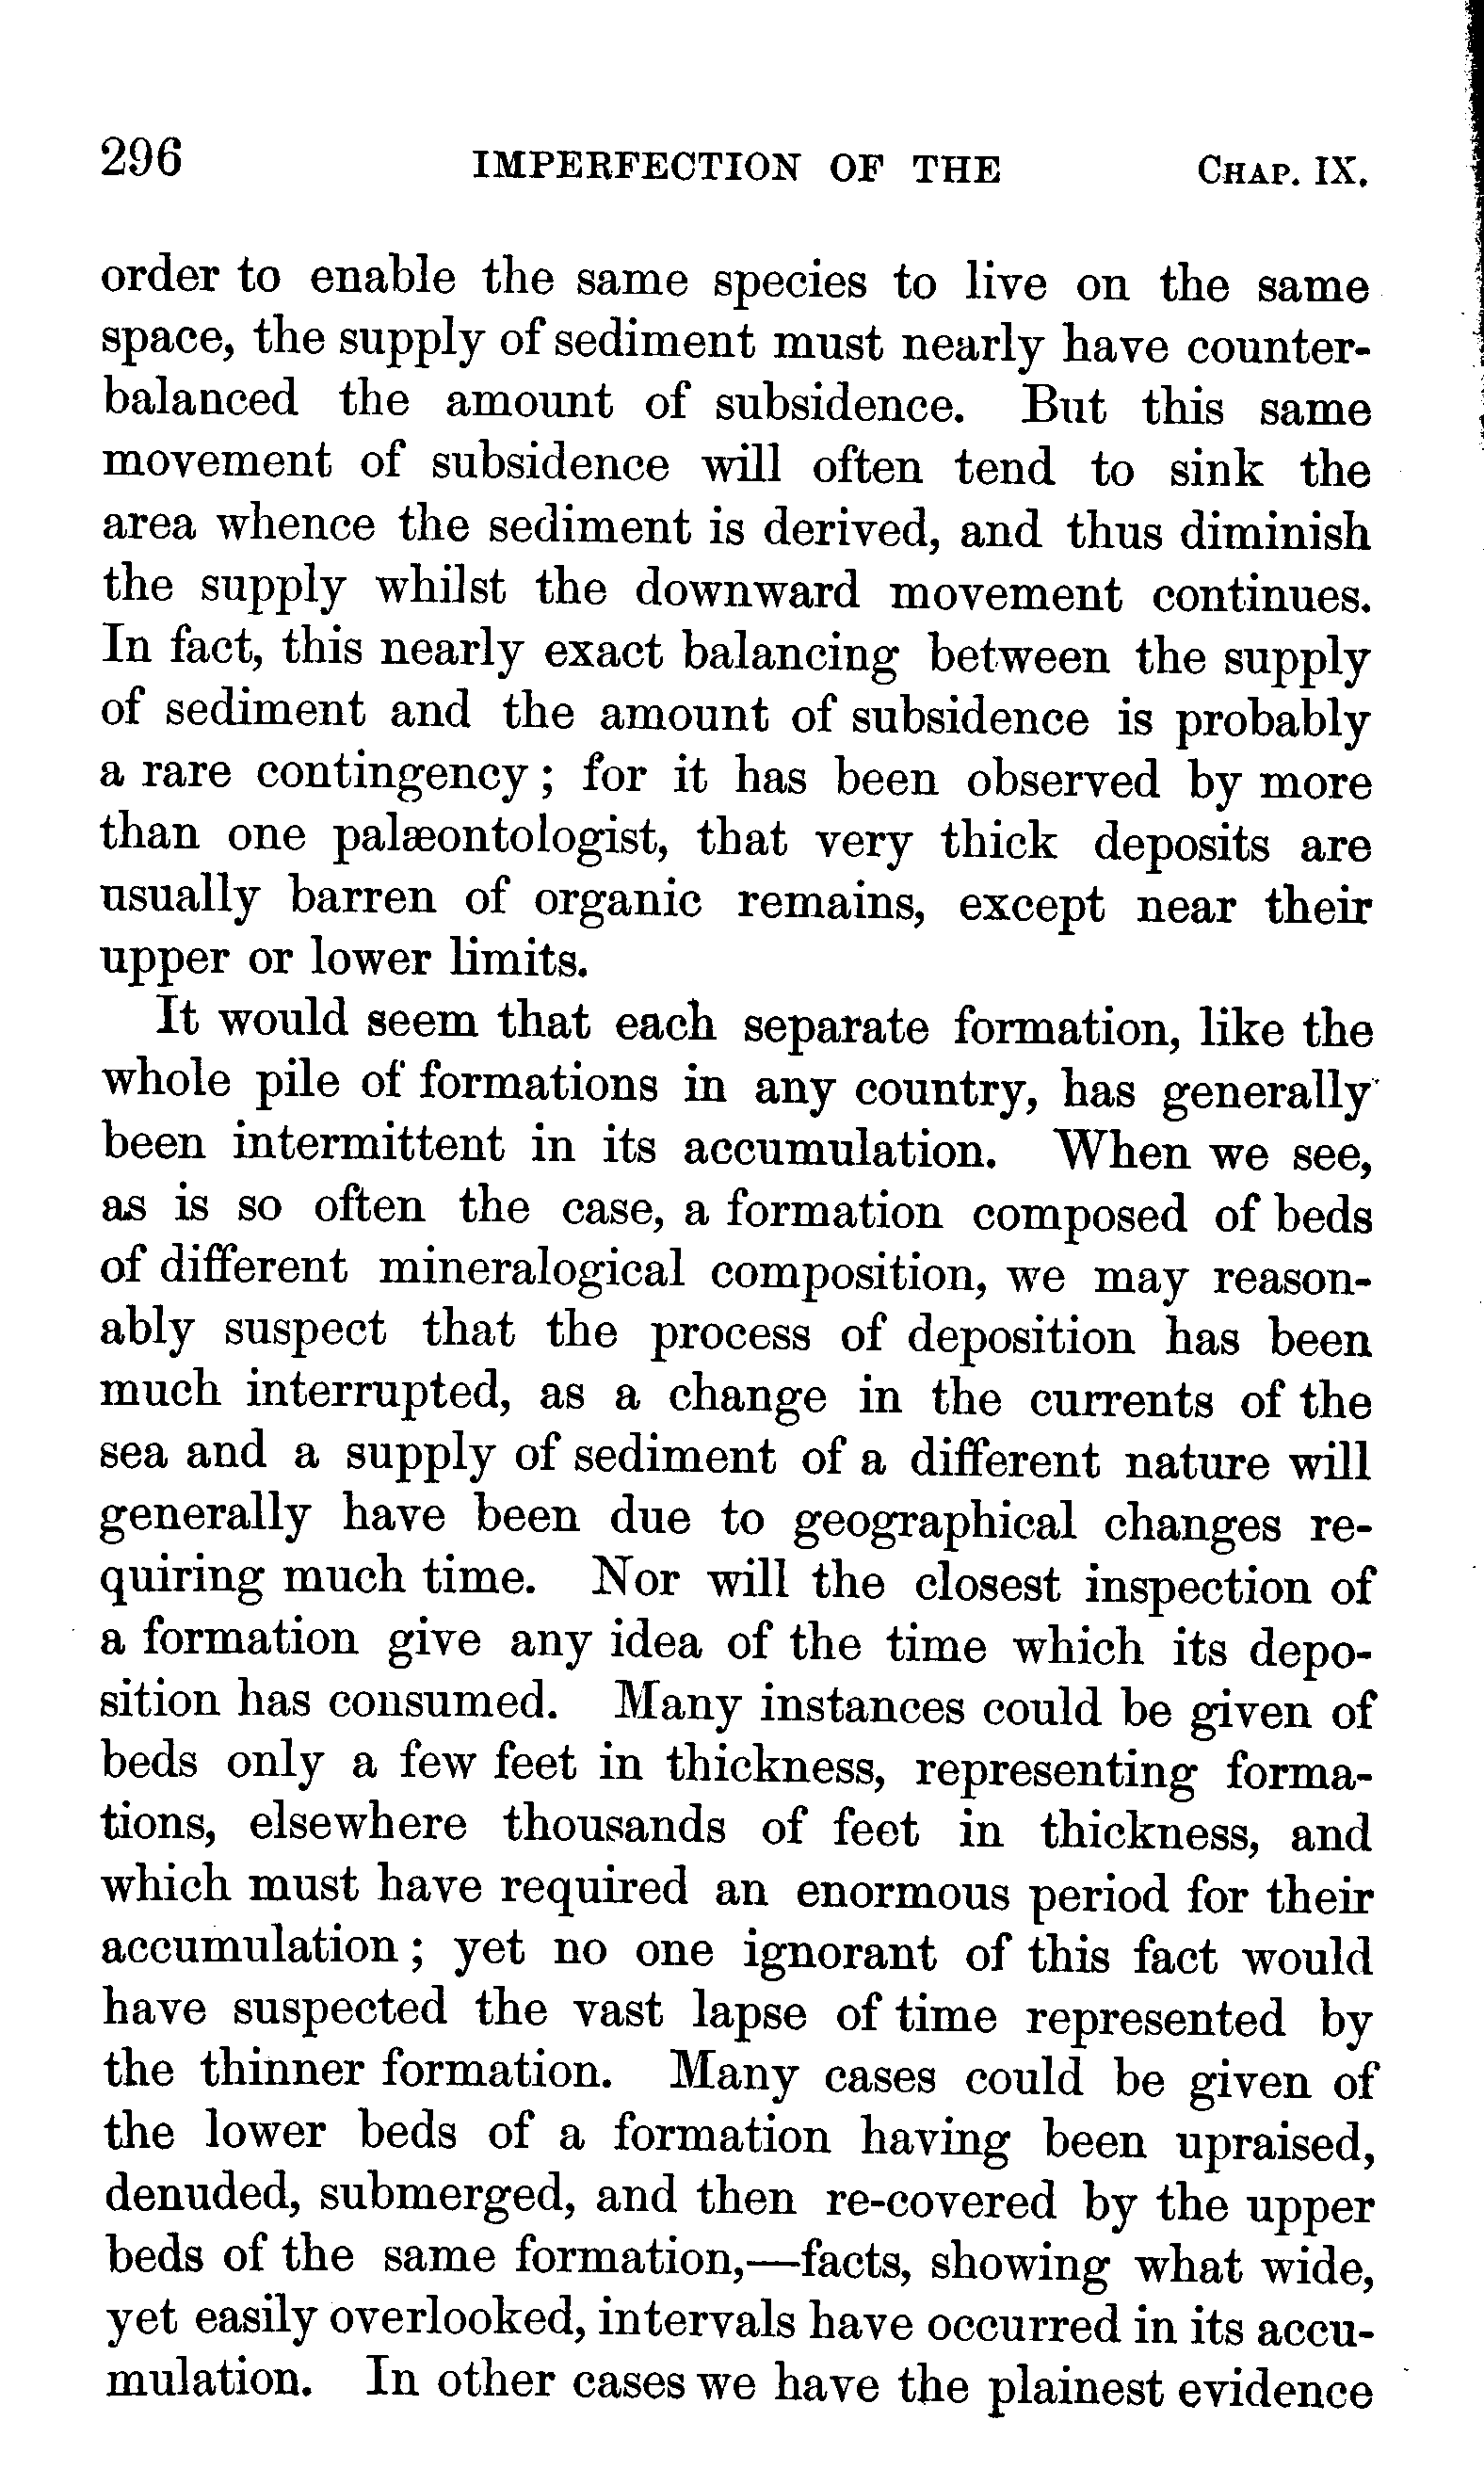 296 IMPERFECTION OF THE CHAP. IX.
order to enable the same species to live on the same
space, the supply of sediment must nearly have counter-
balanced the amount of subsidence. But this same
movement of subsidence will often tend to sink the
area whence the sediment is derived, and thus diminish
the supply whilst the downward movement continues.
In fact, this nearly exact balancing between the supply
of sediment and the amount of subsidence is probably
a rare contingency; for it has been observed by more
than one palæontologist, that very thick deposits are
usually barren of organic remains, except near their
upper or lower limits.
It would seem that each separate formation, like the
whole pile of formations in any country, has generally
been intermittent in its accumulation. When we see,
as is so often the case, a formation composed of beds
of different mineralogical composition, we may reason-
ably suspect that the process of deposition has been
much interrupted, as a change in the currents of the
sea and a supply of sediment of a different nature will
generally have been due to geographical changes re-
quiring much time. Nor will the closest inspection of
a formation give any idea of the time which its depo-
sition has consumed. Many instances could be given of
beds only a few feet in thickness, representing forma-
tions, elsewhere thousands of feet in thickness, and
which must have required an enormous period for their
accumulation; yet no one ignorant of this fact would
have suspected the vast lapse of time represented by
the thinner formation. Many cases could be given of
the lower beds of a formation having been upraised,
denuded, submerged, and then re-covered by the upper
beds of the same formation,—facts, showing what wide,
yet easily overlooked, intervals have occurred in its accu-
mulation. In other cases we have the plainest evidence